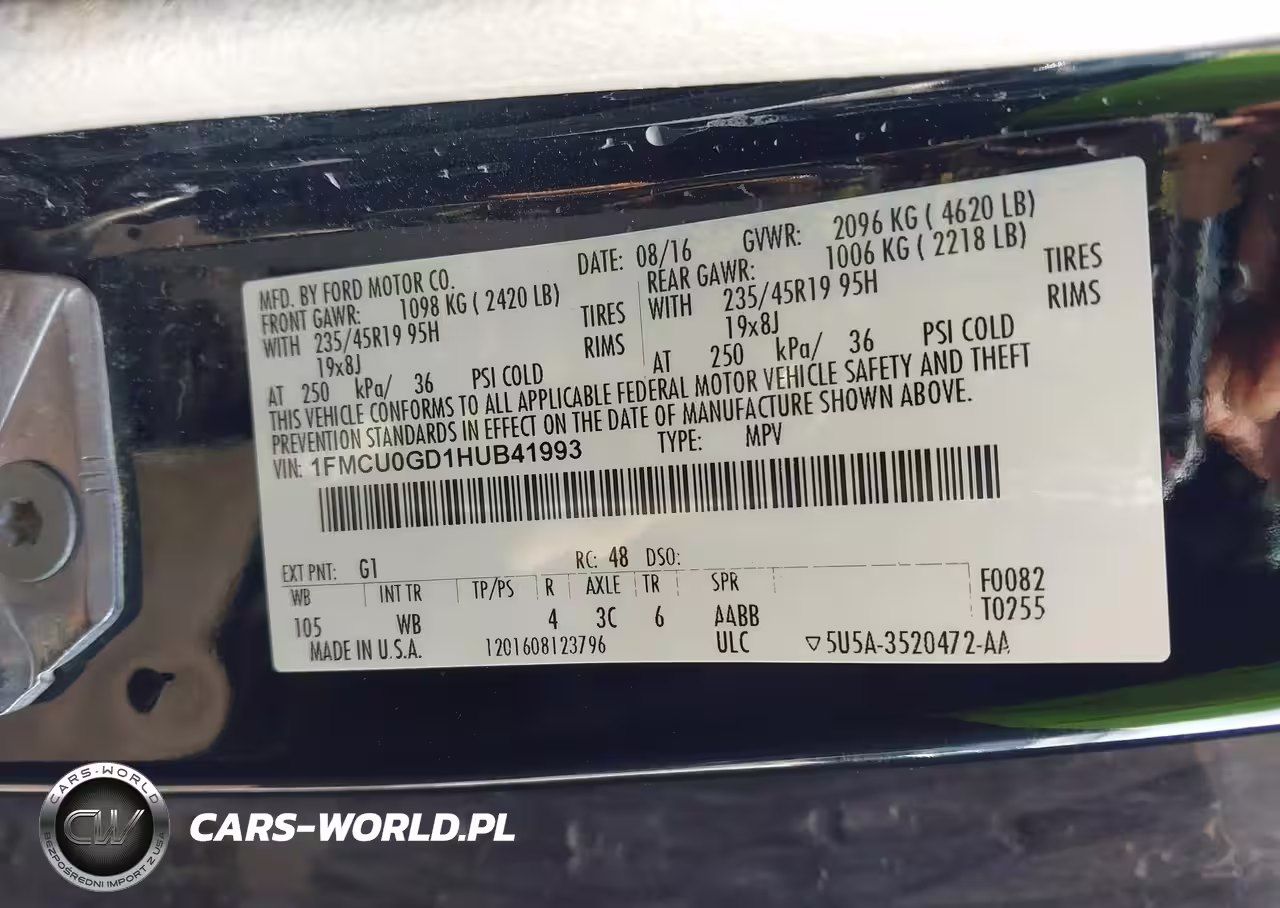 MFD. BY FORD MOTOR CO.
DATE: 08/16 GVWR: 2096 KG ( 4620 LB)
FRONT GAWR: 1098 KG ( 2420 LB)
REAR GAWR: 1006 KG ( 2218 LB)
WITH 235/45R19 95H TIRES
WITH 235/45R19 95H TIRES
19x8J RIMS
19x8J RIMS
AT 250 kPa/ 36 PSI COLD
AT 250 kPa/ 36 PSI COLD
THIS VEHICLE CONFORMS TO ALL APPLICABLE FEDERAL MOTOR VEHICLE SAFETY AND THEFT
PREVENTION STANDARDS IN EFFECT ON THE DATE OF MANUFACTURE SHOWN ABOVE.
VIN: 1FMCU0GD1HUB41993 TYPE: MPV
EXT PNT: G1 RC: 48 DSO:
WB INT TR TP/PS R AXLE TR SPR F0082
105 WB 4 3C 6 AABB T0255
MADE IN U.S.A. 1201608123796 ULC ▽5U5A-3520472-AA
CARS-WORLD
CW
BEZPOŚREDNI IMPORT Z USA
CARS-WORLD.PL